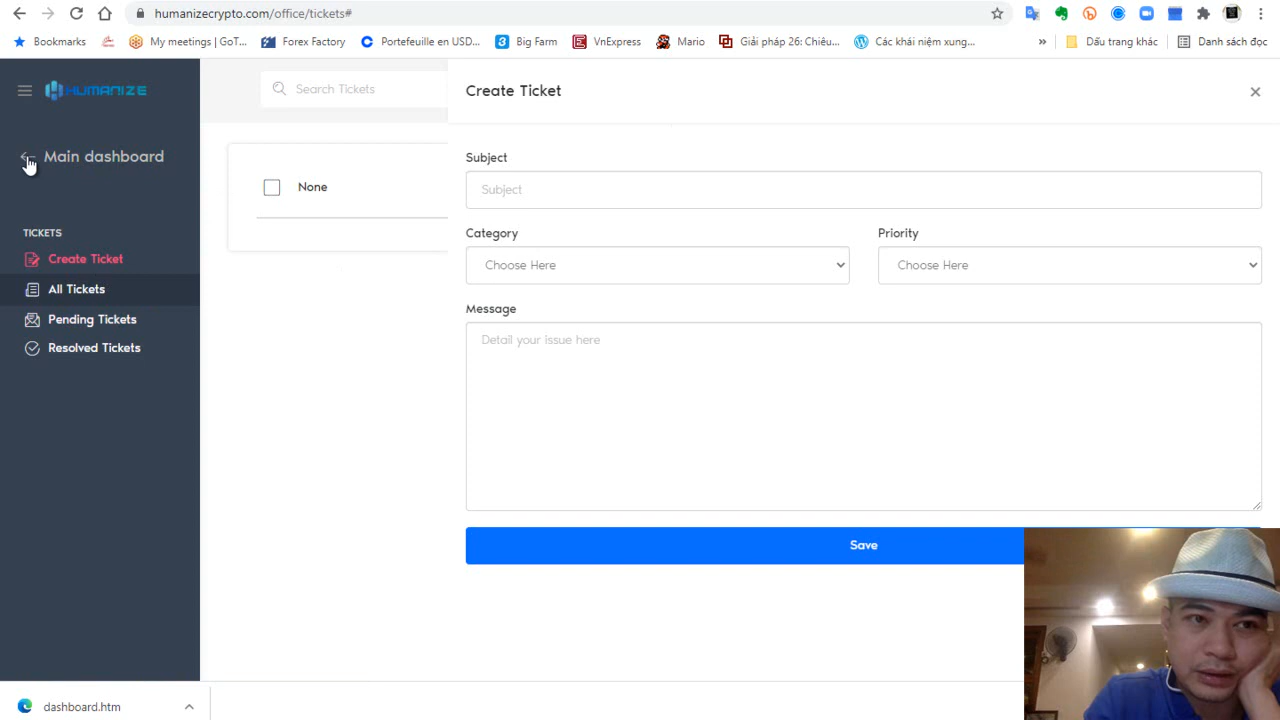 humanizecrypto.com/office/tickets#
Bookmarks
My meetings | GoT...
Forex Factory
Portefeuille en USD...
Big Farm
VnExpress
Mario
Giải pháp 26: Chiêu...
Các khái niệm xung...
»
Dấu trang khác
Danh sách đọc
HUMANIZE
Search Tickets
Create Ticket
Main dashboard
None
Subject
Subject
Category
Priority
Choose Here
Choose Here
TICKETS
Create Ticket
All Tickets
Pending Tickets
Resolved Tickets
Message
Detail your issue here
Save
dashboard.htm